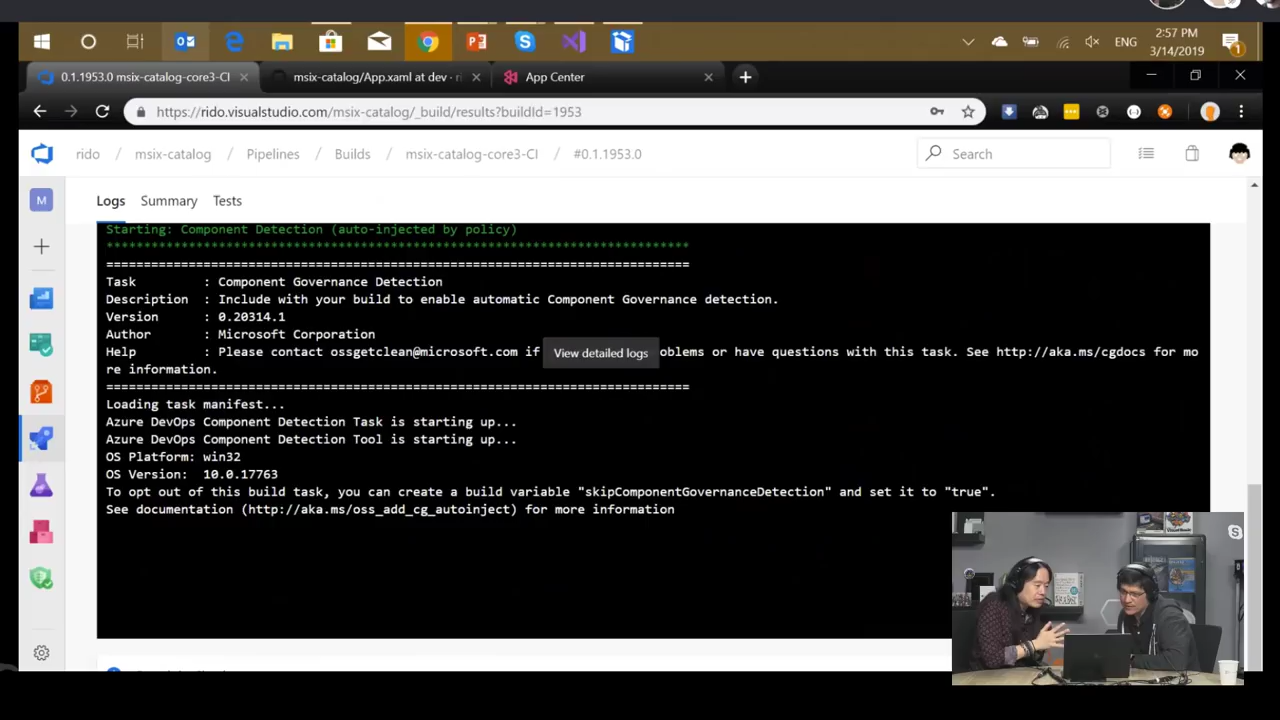 2:57 PM
ENG
3/14/2019
1
0.1.1953.0 msix-catalog-core3-CI
msix-catalog/App.xaml at dev · ri
App Center
https://rido.visualstudio.com/msix-catalog/_build/results?buildId=1953
rido / msix-catalog / Pipelines / Builds / msix-catalog-core3-CI / #0.1.1953.0
Search
M
Logs Summary Tests
Starting: Component Detection (auto-injected by policy)
******************************************************************************
==============================================================================
Task : Component Governance Detection
Description : Include with your build to enable automatic Component Governance detection.
Version : 0.20314.1
Author : Microsoft Corporation
Help : Please contact ossgetclean@microsoft.com if View detailed logs oblems or have questions with this task. See http://aka.ms/cgdocs for mo
re information.
==============================================================================
Loading task manifest...
Azure DevOps Component Detection Task is starting up...
Azure DevOps Component Detection Tool is starting up...
OS Platform: win32
OS Version: 10.0.17763
To opt out of this build task, you can create a build variable "skipComponentGovernanceDetection" and set it to "true".
See documentation (http://aka.ms/oss_add_cg_autoinject) for more information